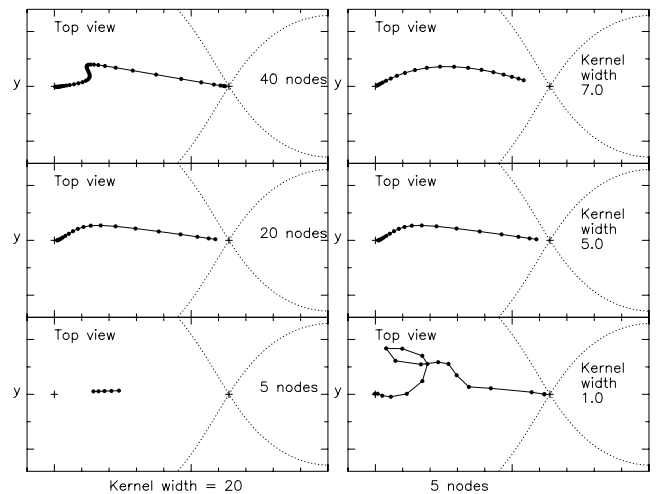 Top view
y
40 nodes
Top view
Kernel
width
7.0
Top view
y
20 nodes
Top view
Kernel
width
5.0
Top view
y
5 nodes
Top view
y
Kernel
width
1.0
Kernel width = 20
5 nodes